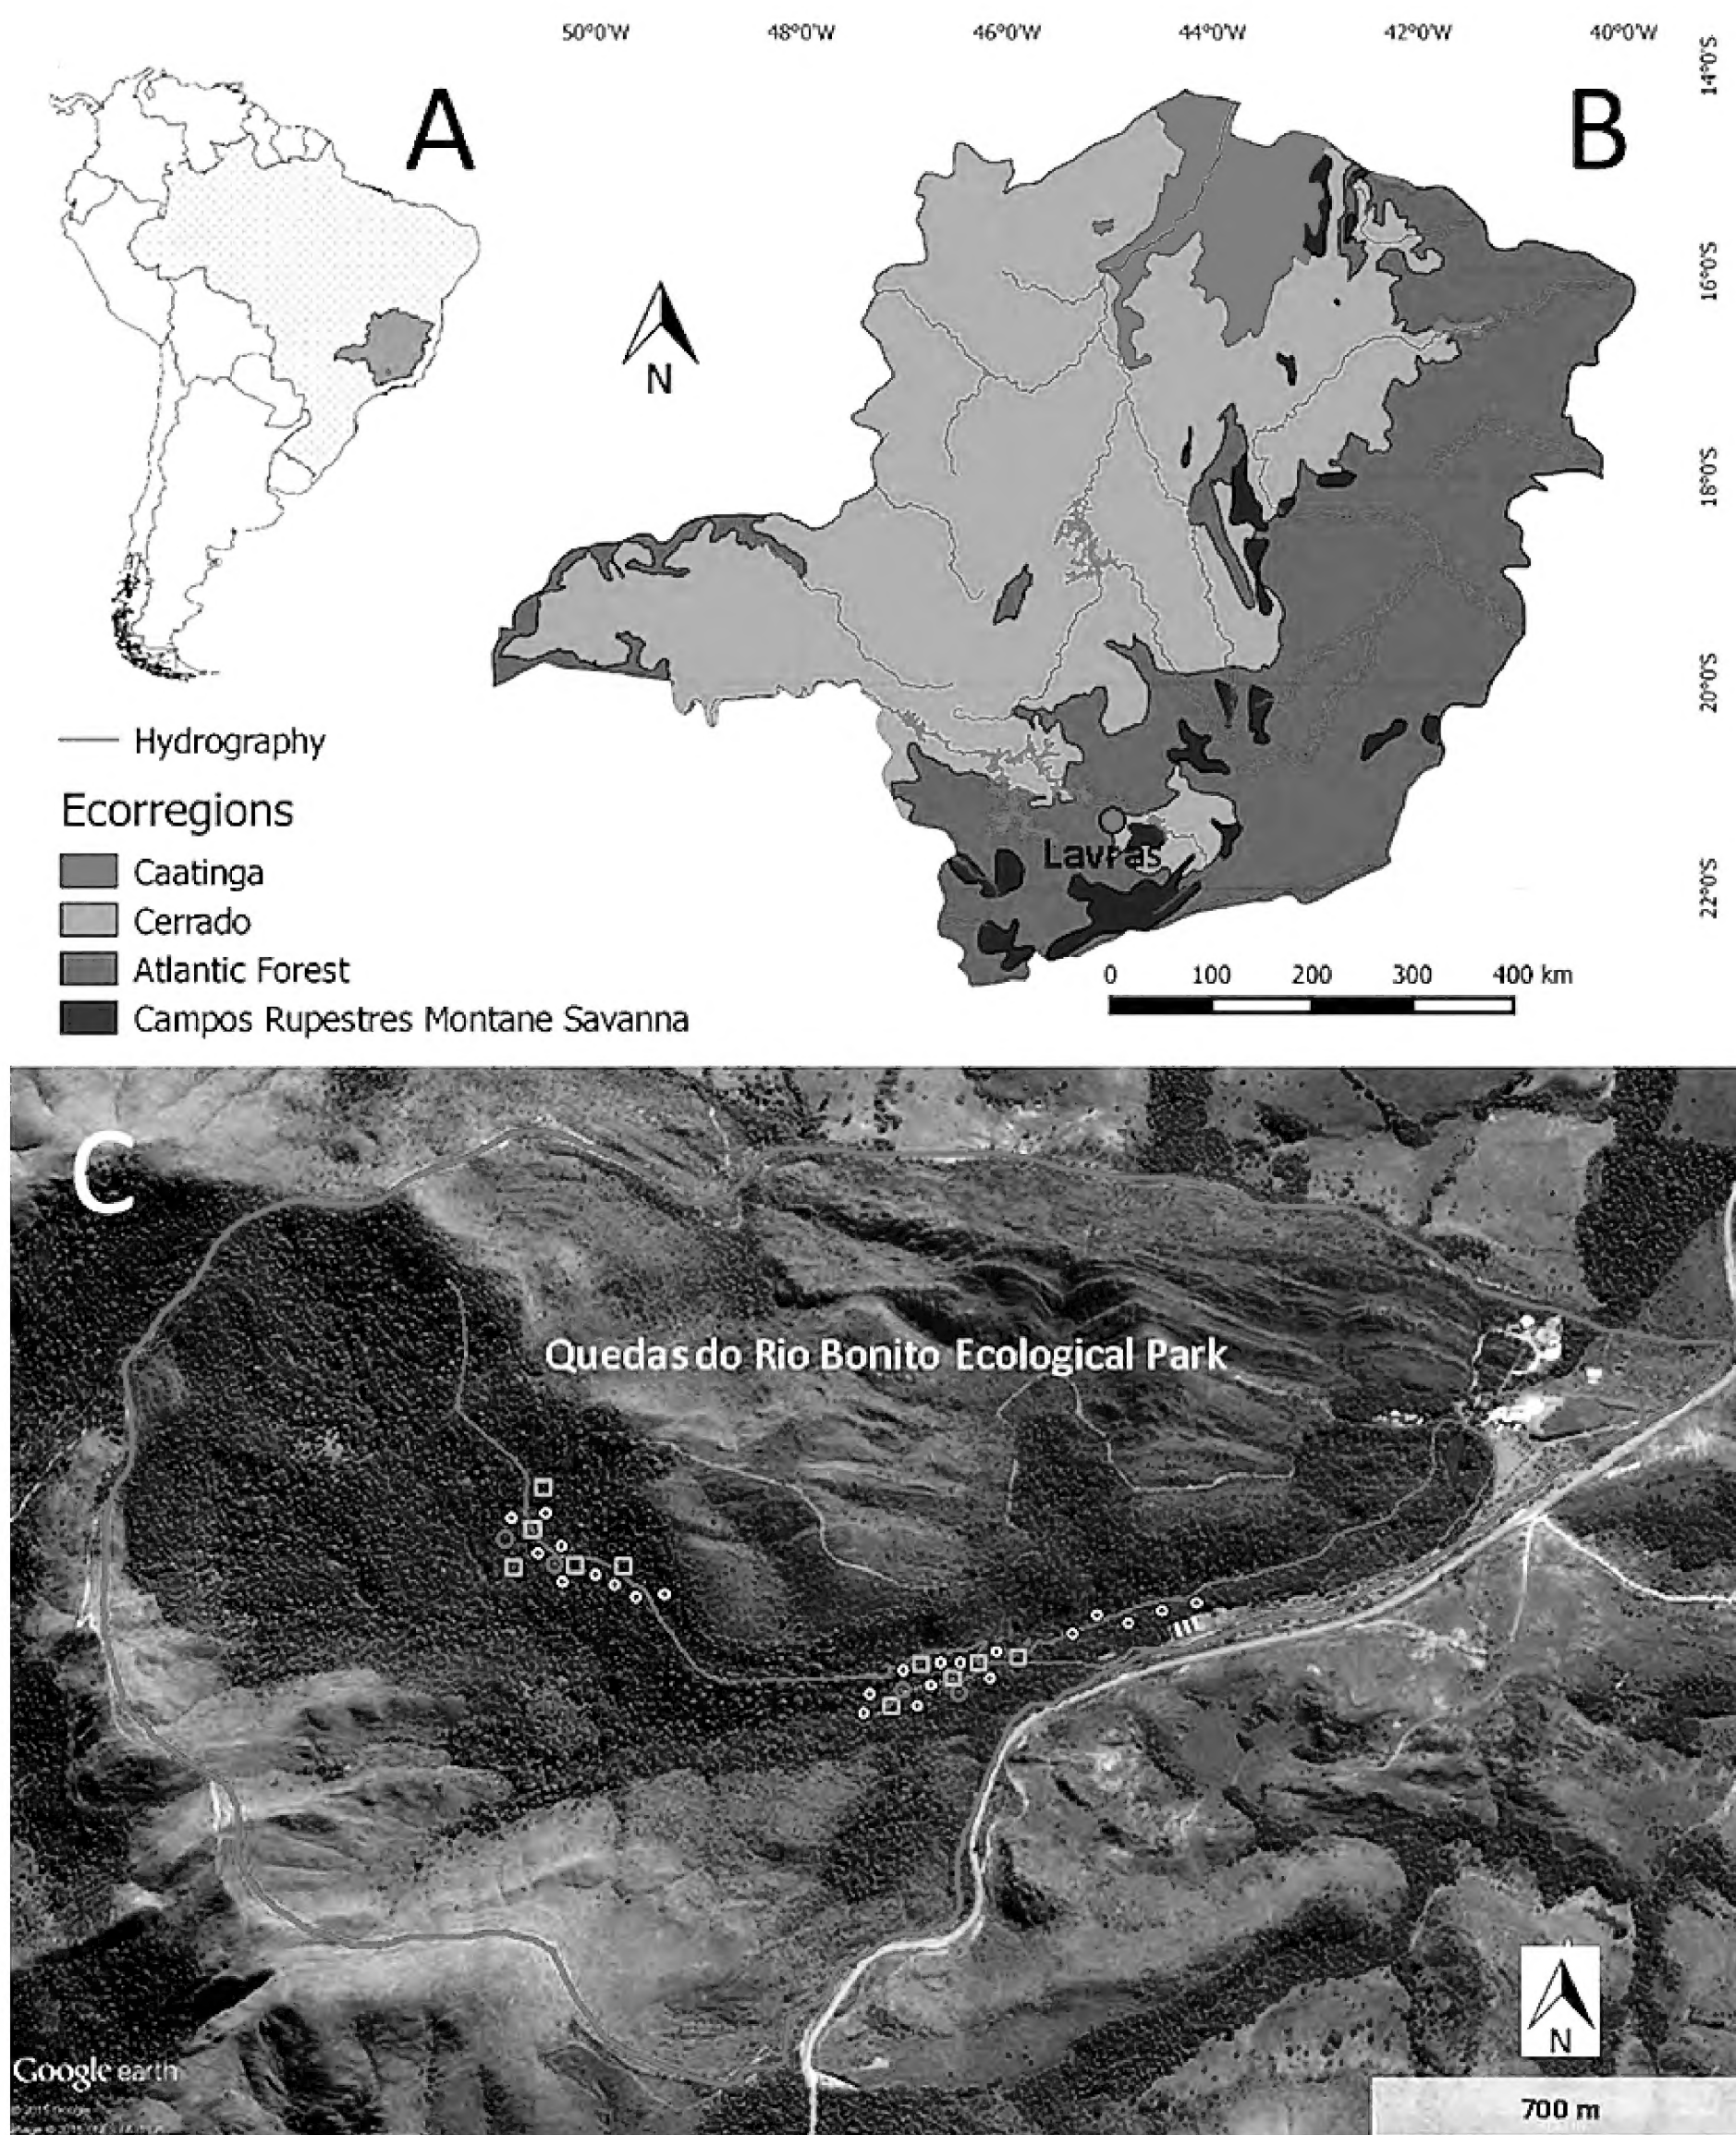 50°0'W 48°0'W 46°0'W 44°0'W 42°0'W 40°0'W
14°0'S
A
B
16°0'S
N
18°0'S
20°0'S
Hydrography
Ecorregions
Lavras
Caatinga
22°0'S
Cerrado
Atlantic Forest
0 100 200 300 400 km
Campos Rupestres Montane Savanna
C
Quedas do Rio Bonito Ecological Park
N
Google earth
700 m